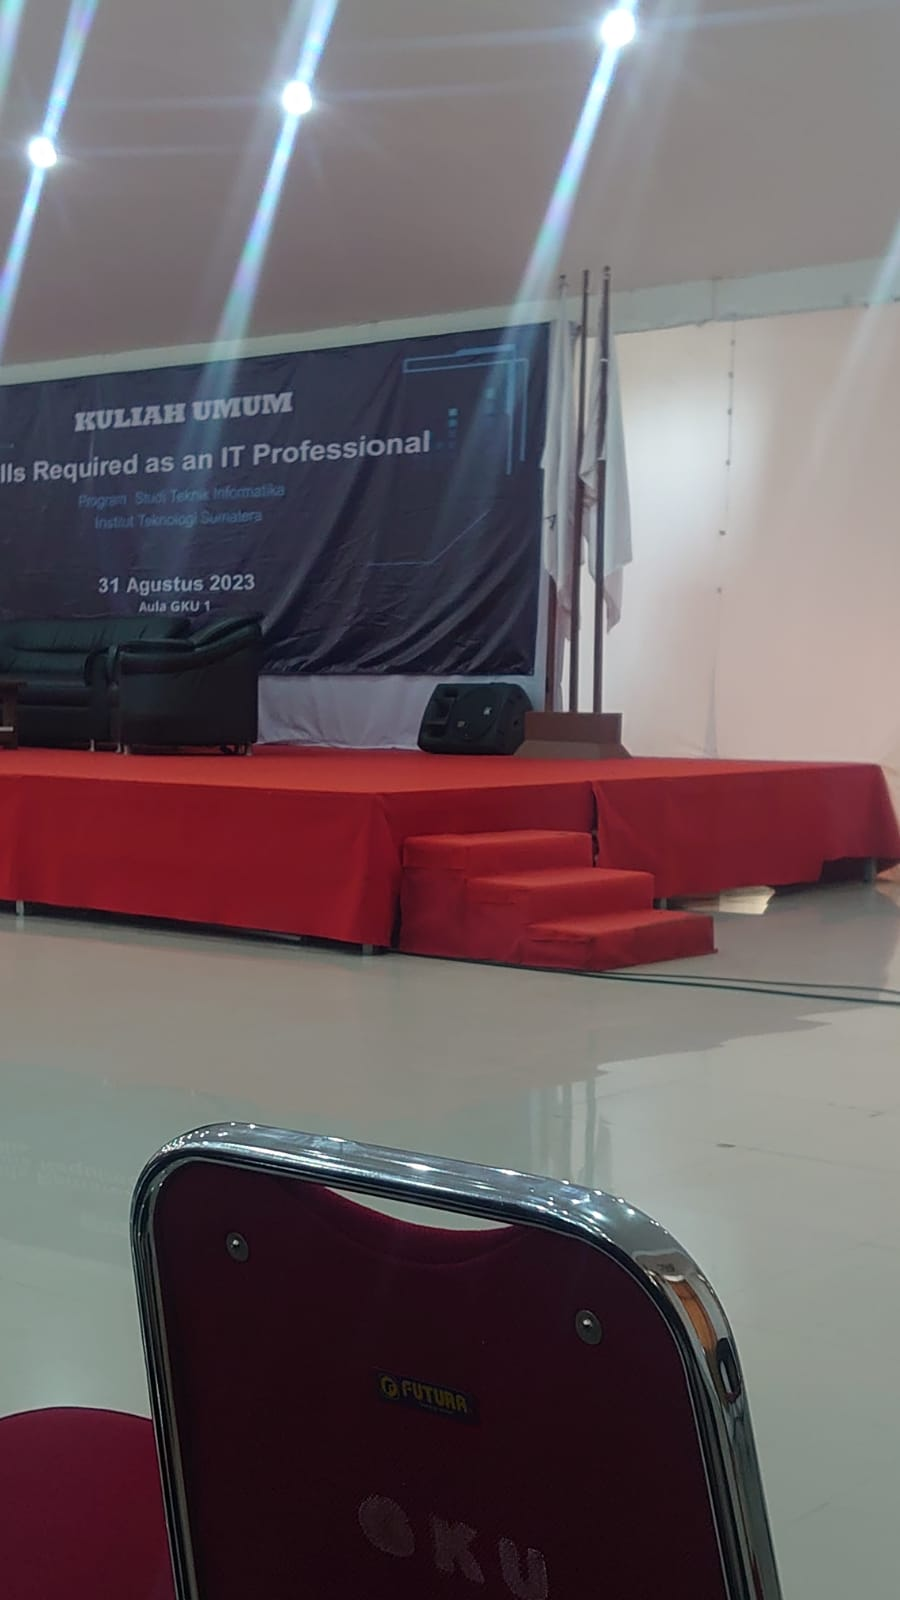 KULIAH UMUM
lls Required as an IT Professional
Program Studi Teknik Informatika
Institut Teknologi Sumatera
31 Agustus 2023
Aula GKU 1
FUTURA
GKU